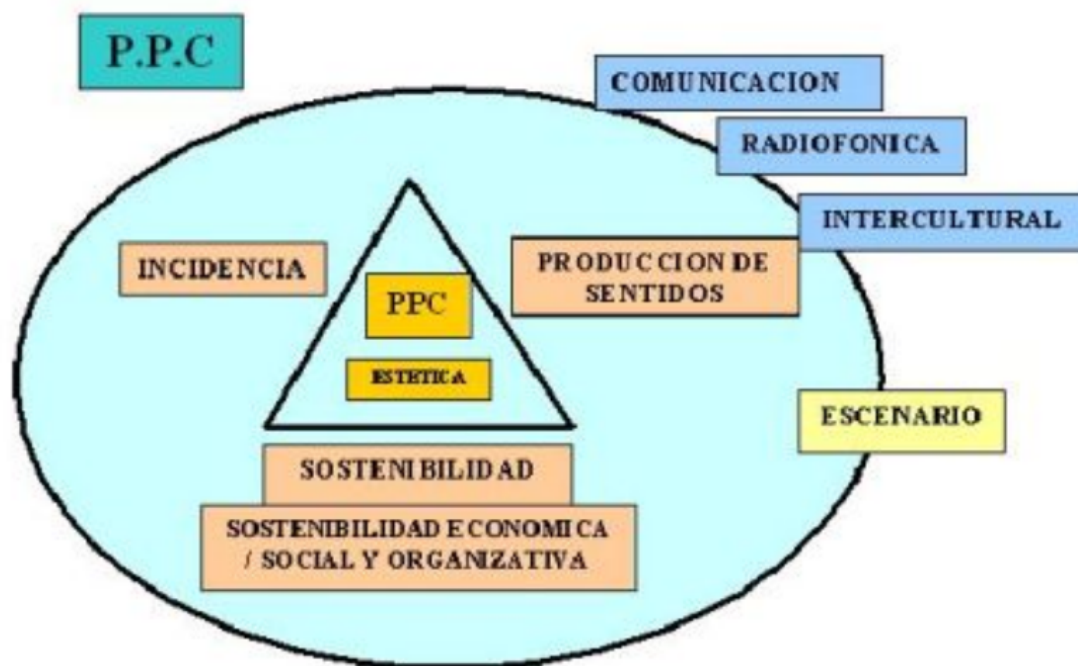 P.P.C
COMUNICACION
RADIOFONICA
INTERCULTURAL
INCIDENCIA
PRODUCCION DE
SENTIDOS
PPC
ESTETICA
ESCENARIO
SOSTENIBILIDAD
SOSTENIBILIDAD ECONOMICA
/ SOCIAL Y ORGANIZATIVA